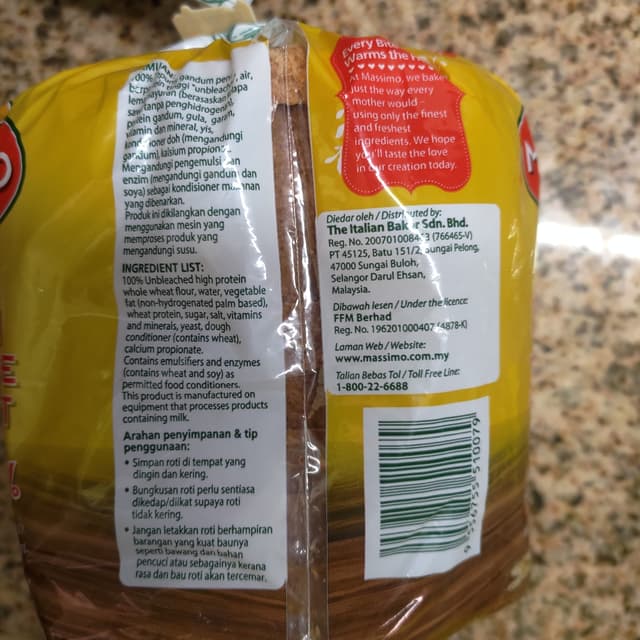 100%
gandum
air,
tinggi "unbleach
(berasaskan
tanpa penghidrogen
protein gandum, gula, garam,
vitamin dan mineral, yis,
doh (mengandungi
gandum), kalsium propionat.
Mengandungi pengemulsi dan
enzim (mengandungi gandum dan
soya) sebagai kondisioner makanan
yang dibenarkan.
Produk ini dikilangkan dengan
menggunakan mesin yang
memproses produk yang
mengandungi susu.
INGREDIENT LIST:
100% Unbleached high protein
whole wheat flour, water, vegetable
fat (non-hydrogenated palm based),
wheat protein, sugar, salt, vitamins
and minerals, yeast, dough
conditioner (contains wheat),
calcium propionate.
Contains emulsifiers and enzymes
(contains wheat and soy) as
permitted food conditioners.
This product is manufactured on
equipment that processes products
containing milk.
Arahan penyimpanan & tip
penggunaan:
• Simpan roti di tempat yang
dingin dan kering.
• Bungkusan roti perlu sentiasa
dikedap/diikat supaya roti
tidak kering.
• Jangan letakkan roti berhampiran
barangan yang kuat baunya
seperti bawang dan bahan
pencuci atau sebagainya kerana
rasa dan bau roti akan tercemar.
Every Bite
Warms the
At Massimo, we bake
just the way every
mother would –
using only the finest
and freshest
ingredients. We hope
you'll taste the love
in our creation today.
Diedar oleh / Distributed by:
The Italian Baker Sdn. Bhd.
Reg. No. (766465-V)
PT 45125, Batu 151/2, Sungai Pelong,
47000 Sungai Buloh,
Selangor Darul Ehsan,
Malaysia.
Dibawah lesen / Under the licence:
FFM Berhad
Reg. No. 196201000407 (4878-K)
Laman Web / Website:
www.massimo.com.my
Talian Bebas Tol / Toll Free Line:
1-800-22-6688
9 556755 510079